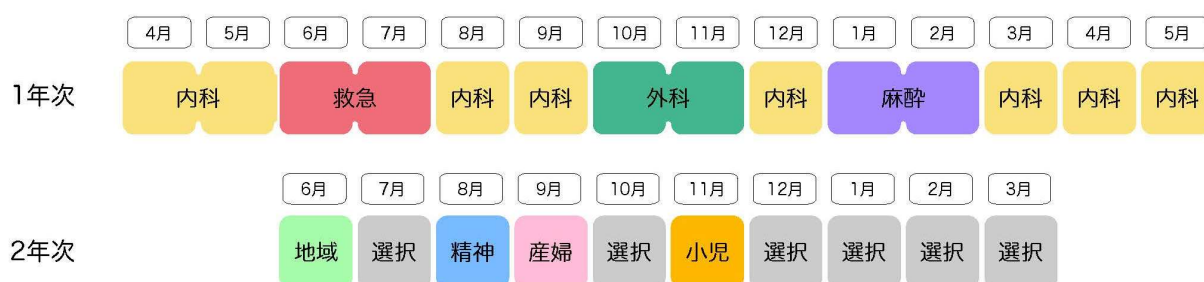 4月 5月 6月 7月 8月 9月 10月 11月 12月 1月 2月 3月 4月 5月
1年次 内科 救急 内科 内科 外科 内科 麻酔 内科 内科 内科
6月 7月 8月 9月 10月 11月 12月 1月 2月 3月
2年次 地域 選択 精神 産婦 選択 小児 選択 選択 選択 選択